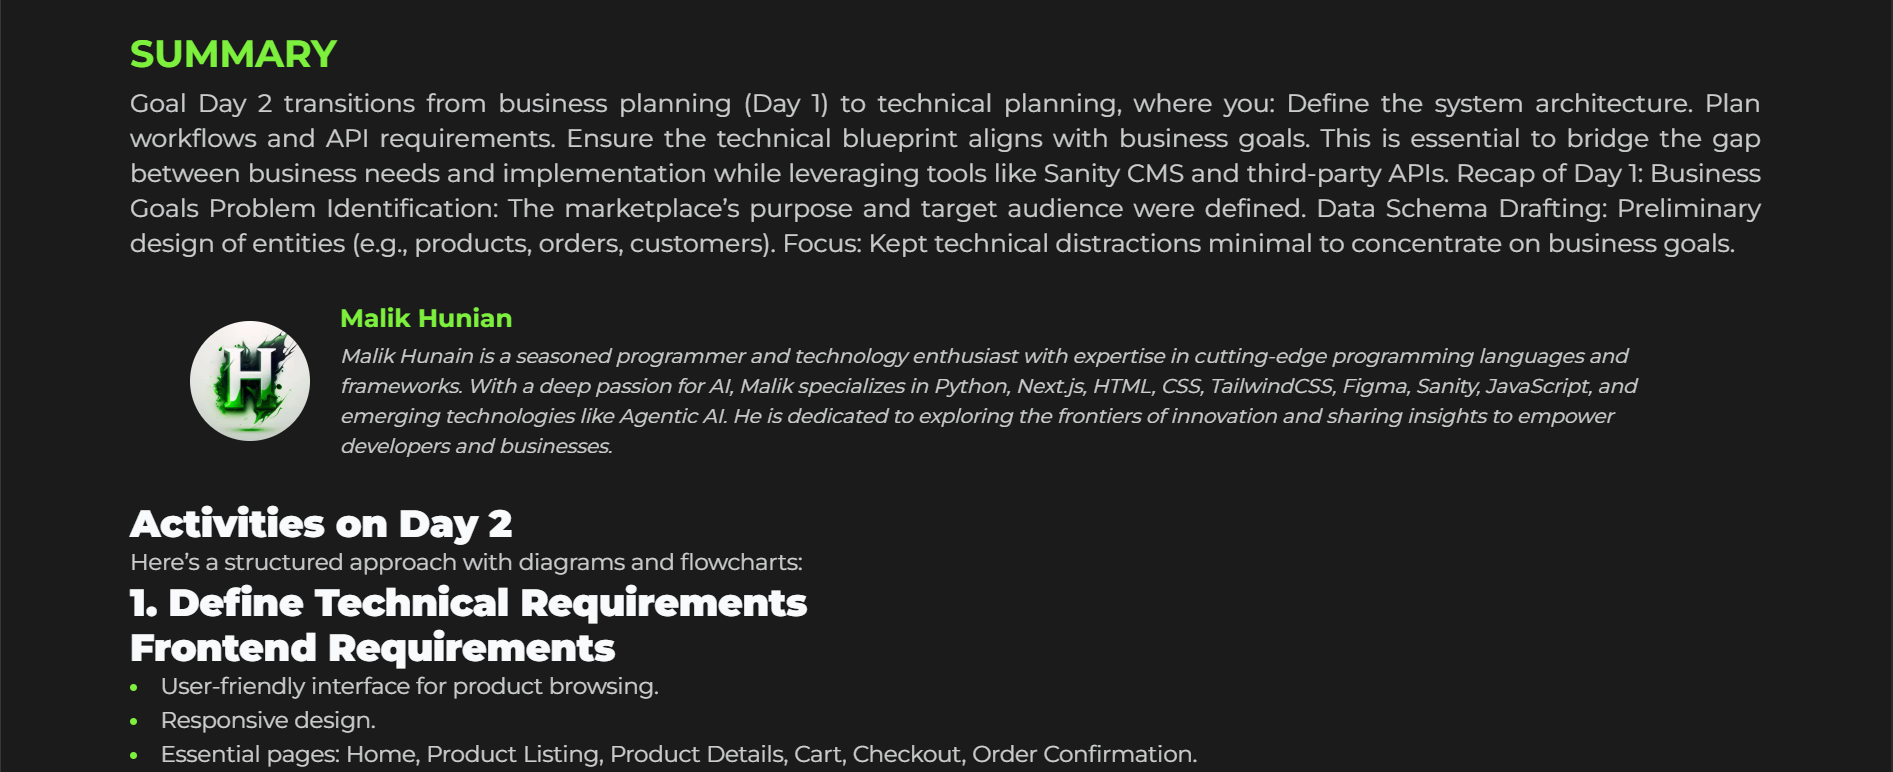 SUMMARY
Goal Day 2 transitions from business planning (Day 1) to technical planning, where you: Define the system architecture. Plan
workflows and API requirements. Ensure the technical blueprint aligns with business goals. This is essential to bridge the gap
between business needs and implementation while leveraging tools like Sanity CMS and third-party APIs. Recap of Day 1: Business
Goals Problem Identification: The marketplace’s purpose and target audience were defined. Data Schema Drafting: Preliminary
design of entities (e.g., products, orders, customers). Focus: Kept technical distractions minimal to concentrate on business goals.
H
Malik Hunian
Malik Hunain is a seasoned programmer and technology enthusiast with expertise in cutting-edge programming languages and
frameworks. With a deep passion for AI, Malik specializes in Python, Next.js, HTML, CSS, TailwindCSS, Figma, Sanity, JavaScript, and
emerging technologies like Agentic AI. He is dedicated to exploring the frontiers of innovation and sharing insights to empower
developers and businesses.
Activities on Day 2
Here’s a structured approach with diagrams and flowcharts:
1. Define Technical Requirements
Frontend Requirements
• User-friendly interface for product browsing.
• Responsive design.
• Essential pages: Home, Product Listing, Product Details, Cart, Checkout, Order Confirmation.